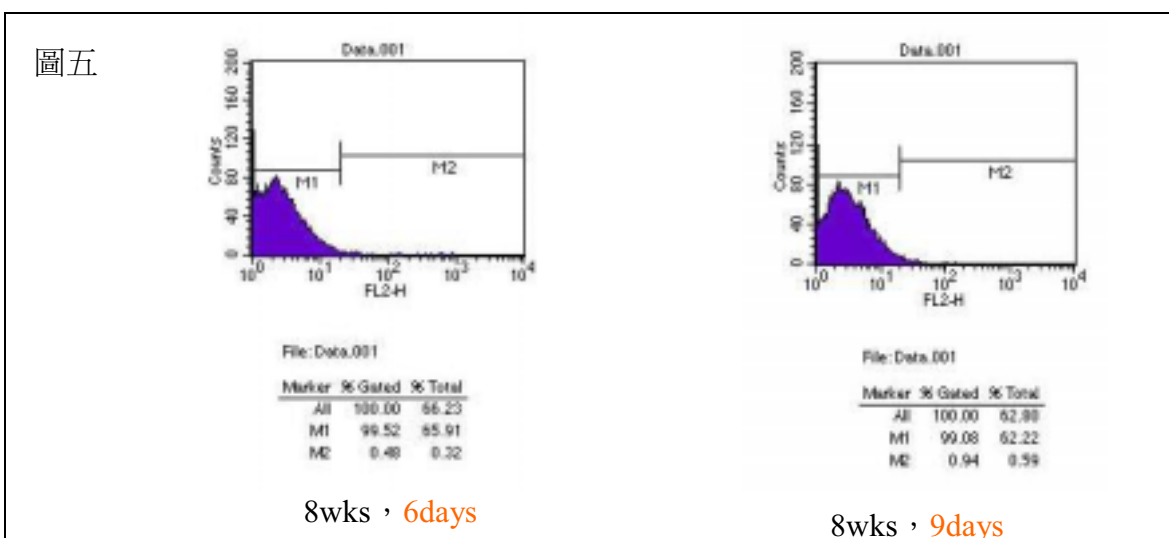 圖五
Data.001
200
160
120
80
40
0
Counts
M1
M2
10^0 10^1 10^2 10^3 10^4
FL2-H
File: Data.001
Marker % Gated % Total
All 100.00 66.23
M1 99.52 65.91
M2 0.48 0.32
8wks，6days
Data.001
200
160
120
80
40
0
Counts
M1
M2
10^0 10^1 10^2 10^3 10^4
FL2-H
File: Data.001
Marker % Gated % Total
All 100.00
M1 99.08 62.22
M2 0.94 0.59
8wks，9days